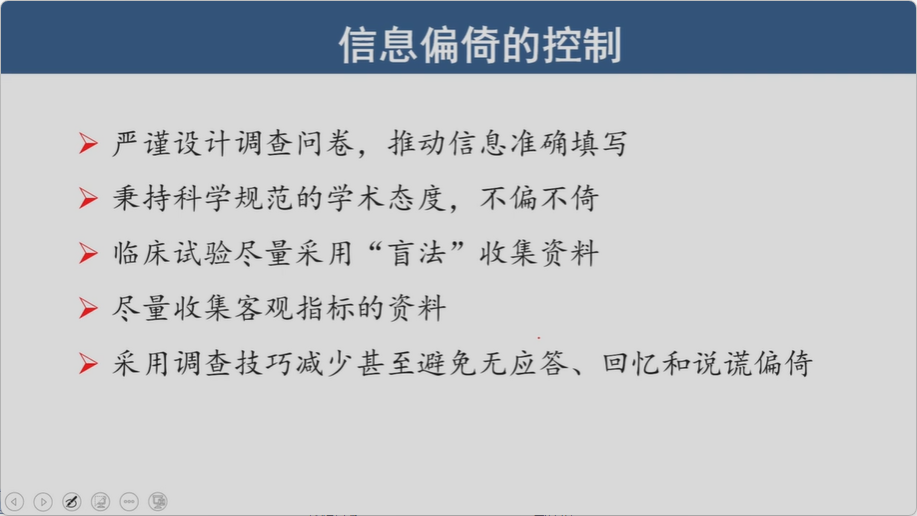 信息偏倚的控制
严谨设计调查问卷，推动信息准确填写
秉持科学规范的学术态度，不偏不倚
临床试验尽量采用“盲法”收集资料
尽量收集客观指标的资料
采用调查技巧减少甚至避免无应答、回忆和说谎偏倚